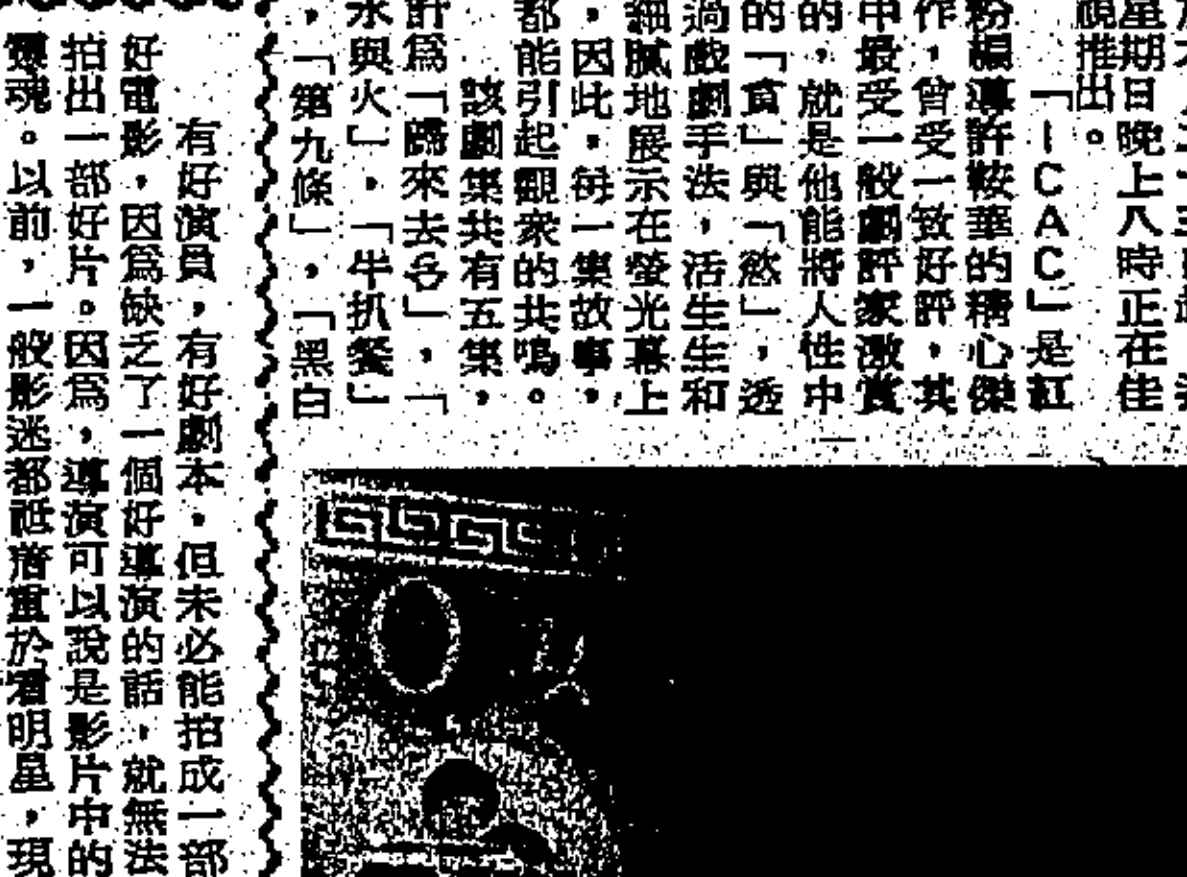 星期日晚上八時正在佳
視推出。
「ICAC」是紅
粉編導許鞍華的精心傑
作，曾受一致好評，其
中最受一般劇評家激賞
的，就是他能將人性中
的「貪」與「慾」，透
過戲劇手法，活生生和
細膩地展示在螢光幕上
，因此，每一集故事，
都能引起觀衆的共鳴。
該劇集共有五集，
計爲「歸來去兮」，「
水與火」，「牛扒餐」
，「第九條」，「黑白
有好演員，有好劇本，但未必能拍成一部
好電影，因爲缺乏了一個好導演的話，就無法
拍出一部好片。因爲，導演可以說是影片中的
靈魂。以前，一般影迷都祗着重於看明星，現